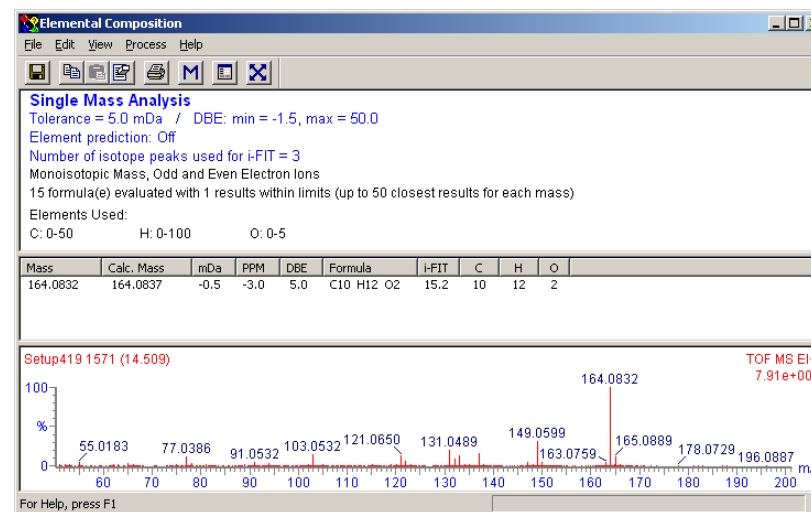 Elemental Composition
File Edit View Process Help
M
Single Mass Analysis
Tolerance = 5.0 mDa / DBE: min = -1.5, max = 50.0
Element prediction: Off
Number of isotope peaks used for i-FIT = 3
Monoisotopic Mass, Odd and Even Electron Ions
15 formula(e) evaluated with 1 results within limits (up to 50 closest results for each mass)
Elements Used:
C: 0-50 H: 0-100 O: 0-5
Mass Calc. Mass mDa PPM DBE Formula i-FIT C H O
164.0832 164.0837 -0.5 -3.0 5.0 C10 H12 O2 15.2 10 12 2
Setup419 1571 (14.509) TOF MS EI
7.91e+00
100
%
0
55.0183 77.0386 91.0532 103.0532 121.0650 131.0489 149.0599 163.0759 164.0832 165.0889 178.0729 196.0887
60 70 80 90 100 110 120 130 140 150 160 170 180 190 200
For Help, press F1